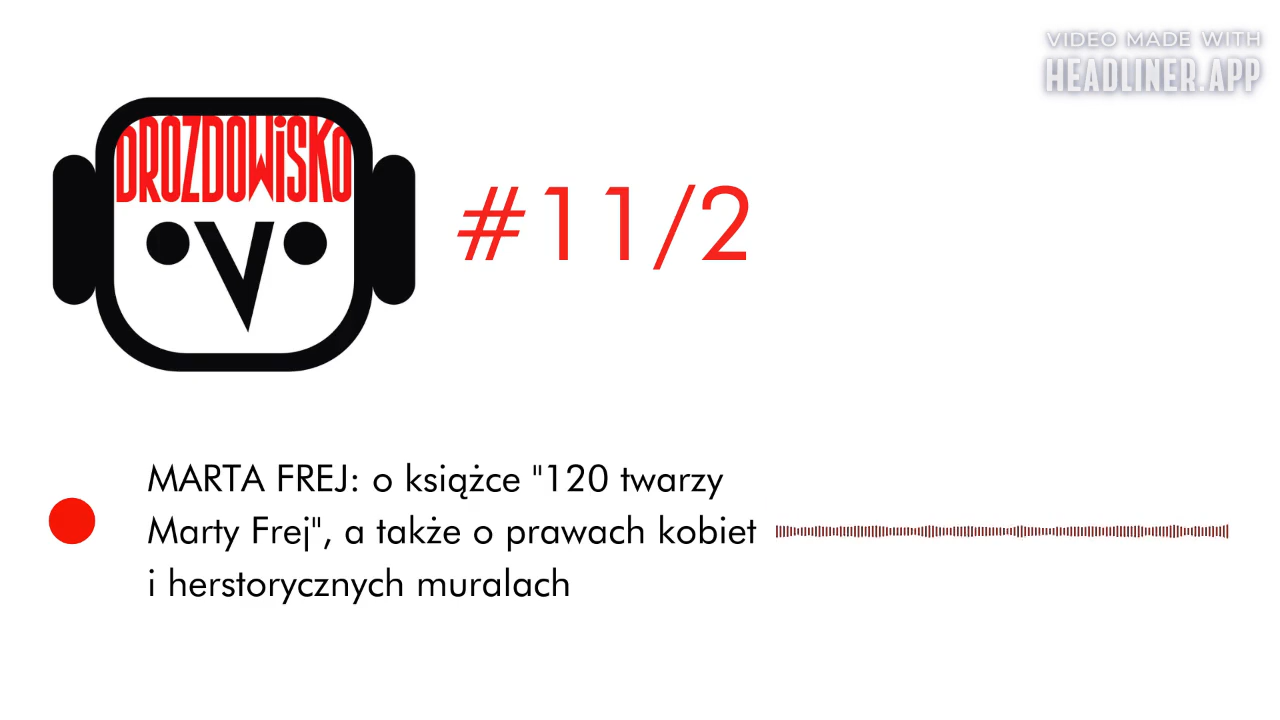 VIDEO MADE WITH
HEADLINER.APP
DROZDOWiSKO
#11/2
MARTA FREJ: o książce "120 twarzy
Marty Frej", a także o prawach kobiet
i herstorycznych muralach